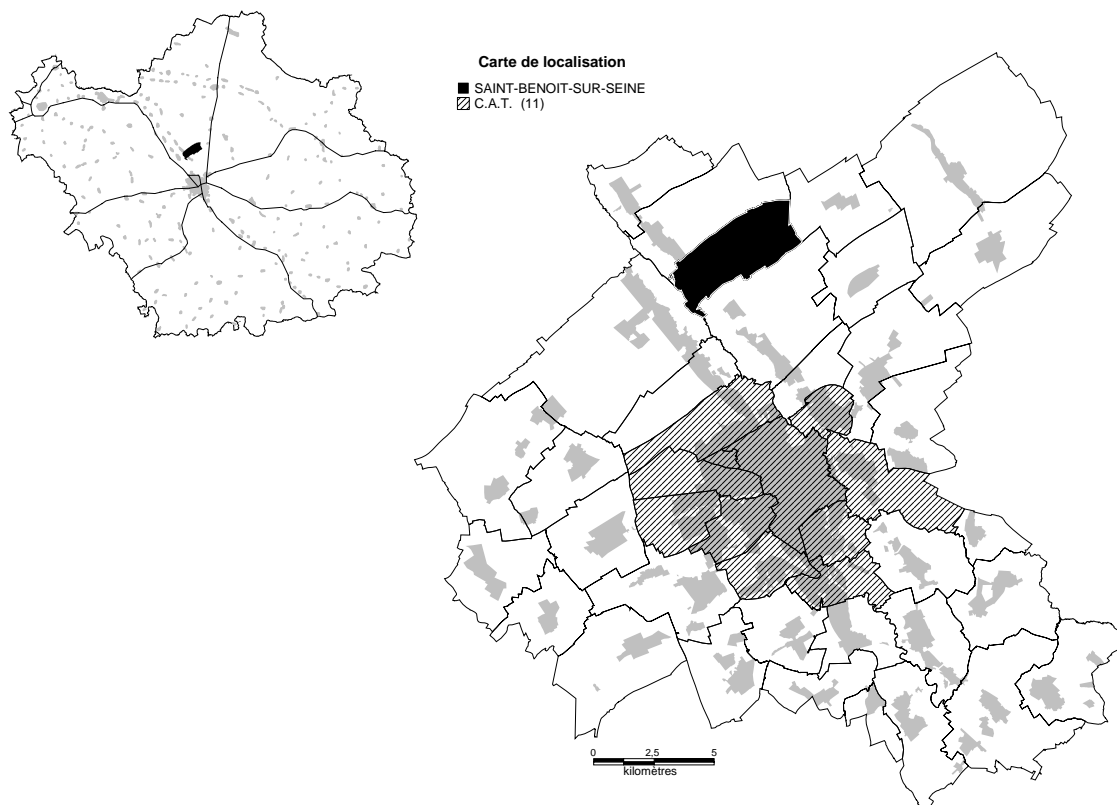 Carte de localisation
SAINT-BENOIT-SUR-SEINE
C.A.T. (11)
0 2,5 5
kilomètres